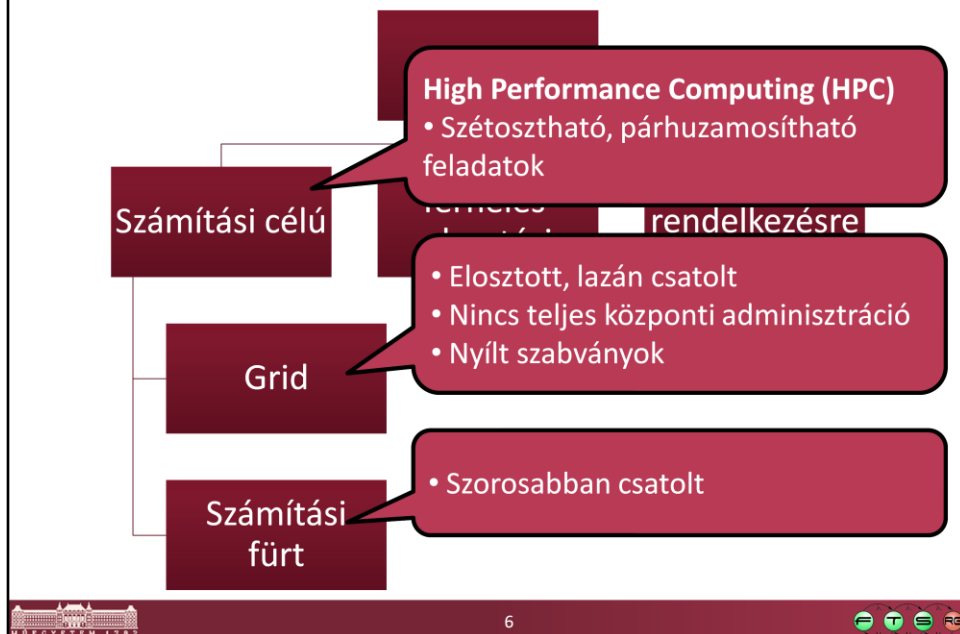 High Performance Computing (HPC)
• Szétosztható, párhuzamosítható
feladatok
Számítási célú
rendelkezésre
• Elosztott, lazán csatolt
• Nincs teljes központi adminisztráció
• Nyílt szabványok
Grid
• Szorosabban csatolt
Számítási
fürt
6